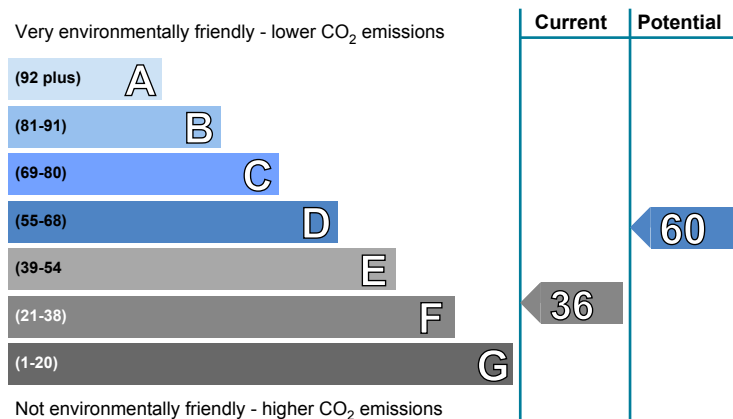 Current Potential
Very environmentally friendly - lower CO₂ emissions
(92 plus) A
(81-91) B
(69-80) C
(55-68) D
60
(39-54 E
(21-38) F
36
(1-20) G
Not environmentally friendly - higher CO₂ emissions